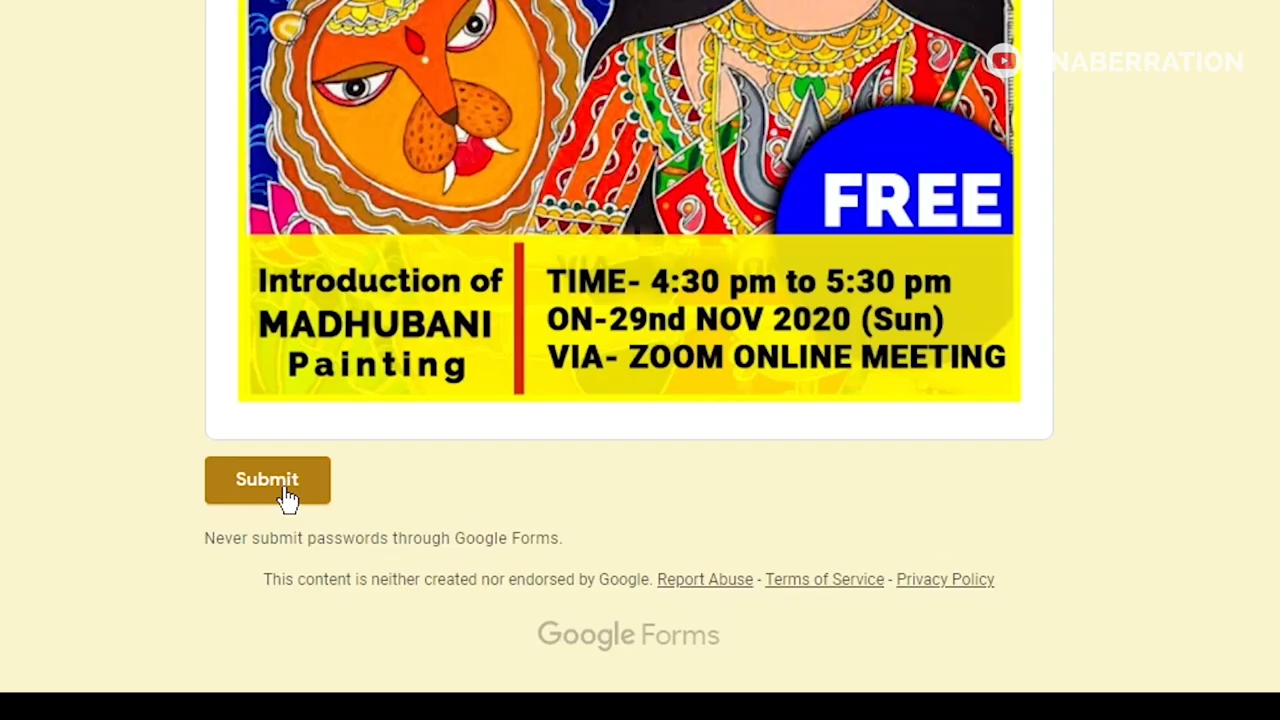 NABERRATION
FREE
Introduction of
MADHUBANI
Painting
TIME- 4:30 pm to 5:30 pm
ON-29nd NOV 2020 (Sun)
VIA- ZOOM ONLINE MEETING
Submit
Never submit passwords through Google Forms.
This content is neither created nor endorsed by Google. Report Abuse - Terms of Service - Privacy Policy
Google Forms